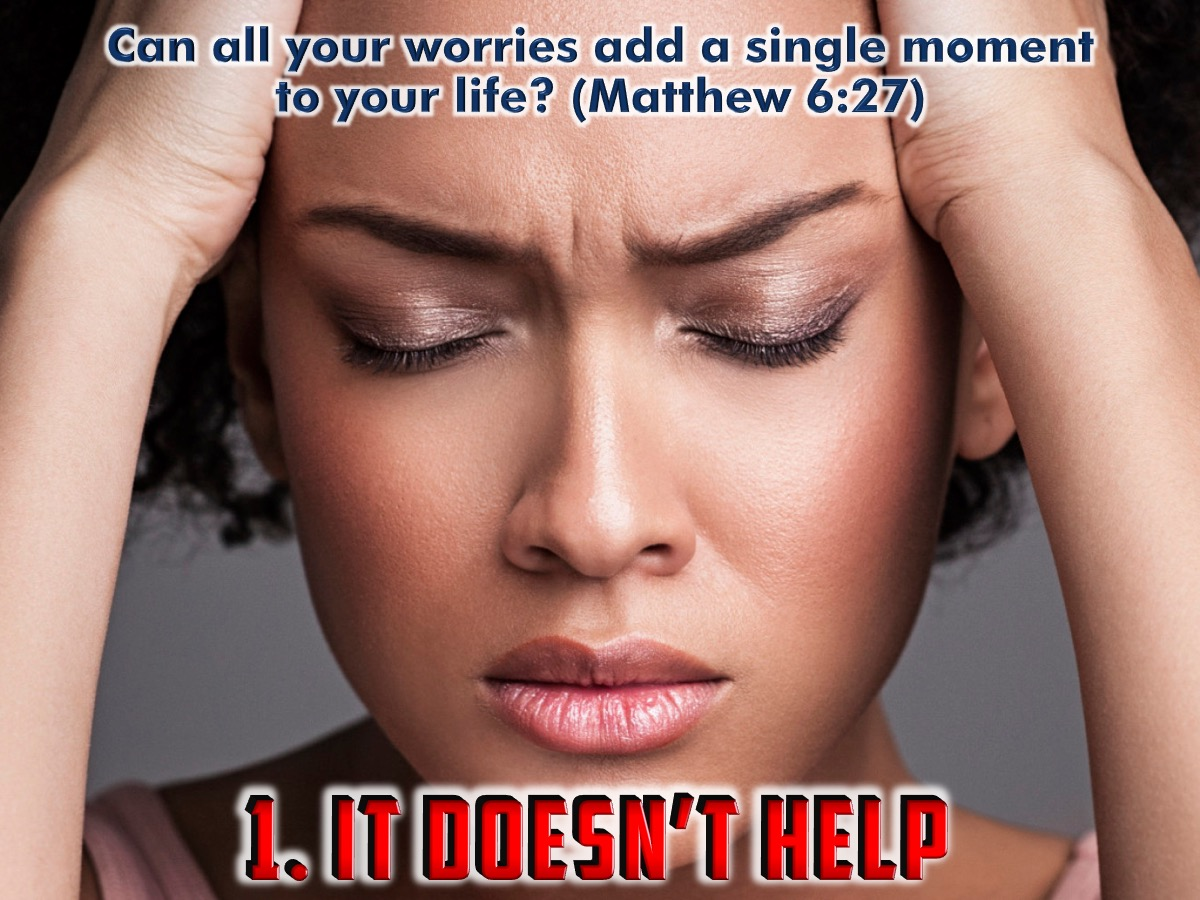 Can all your worries add a single moment
to your life? (Matthew 6:27)
1. IT DOESN'T HELP